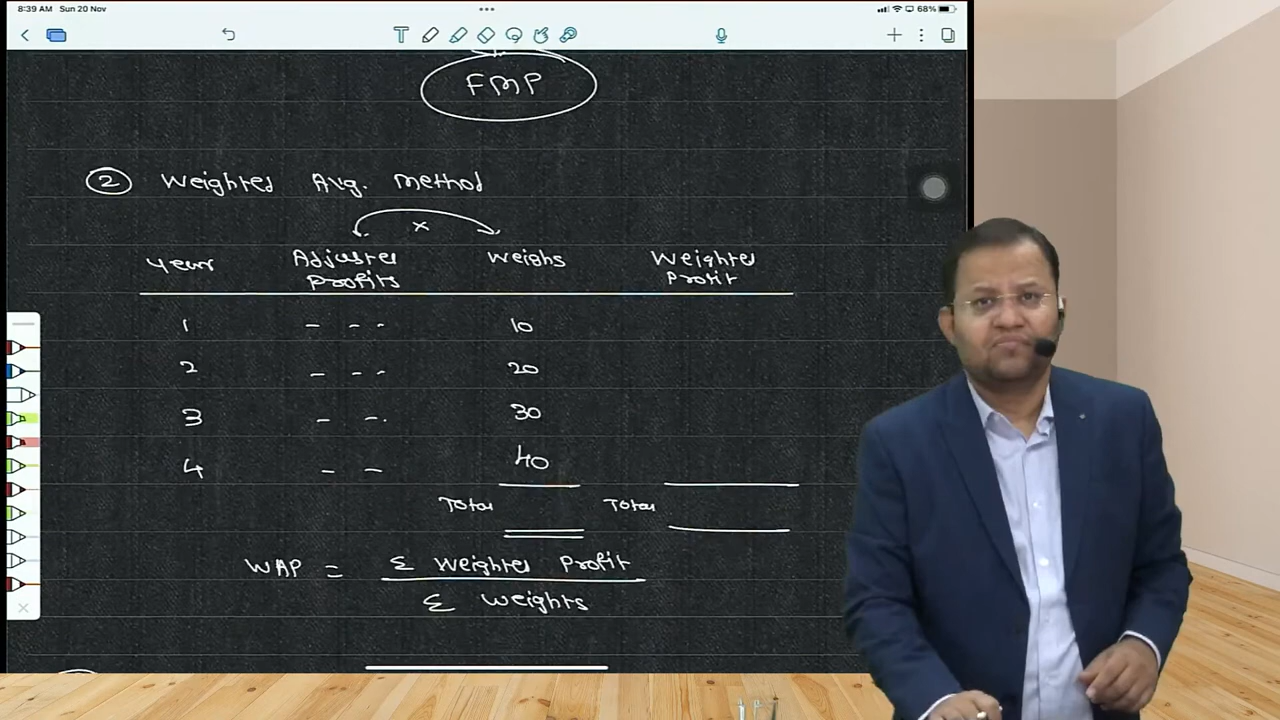 8:39 AM Sun 20 Nov
68%
FMP
2 Weighted Avg. Method
×
Year Adjusted Profits Weighs Weighted Profit
1 - - - 10
2 - - - 20
3 - - . 30
4 - - 40
Total Total
WAP = Σ Weighted Profit
Σ Weights